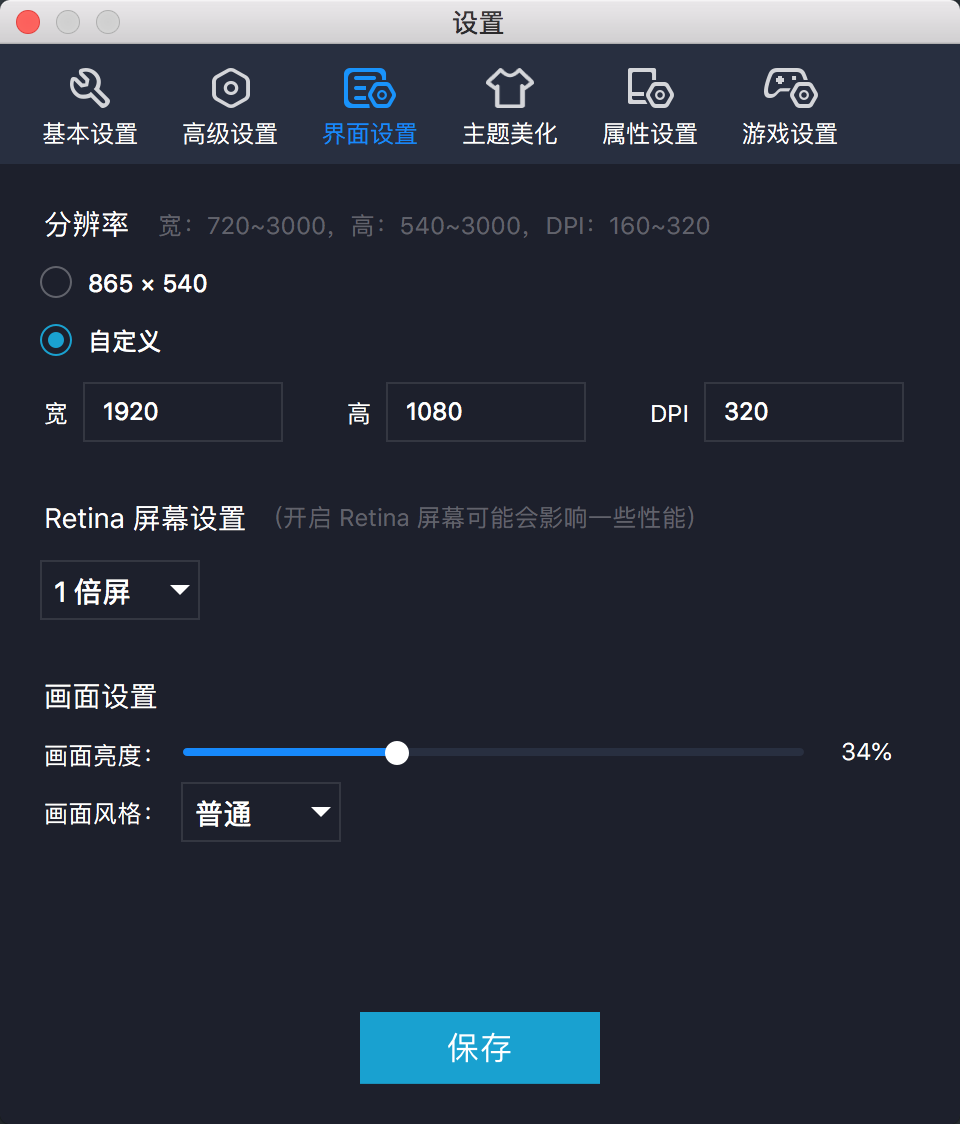 设置
基本设置 高级设置 界面设置 主题美化 属性设置 游戏设置
分辨率 宽：720~3000，高：540~3000，DPI：160~320
865 × 540
自定义
宽 1920 高 1080 DPI 320
Retina 屏幕设置 （开启 Retina 屏幕可能会影响一些性能）
1 倍屏
画面设置
画面亮度： 34%
画面风格： 普通
保存